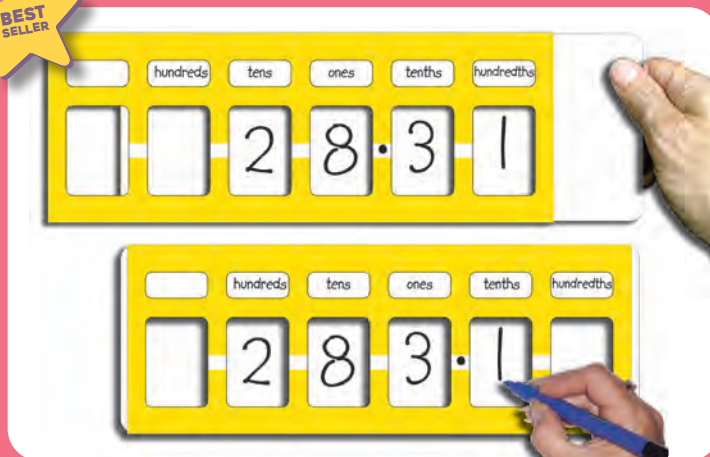 BEST
SELLER
hundreds tens ones tenths hundredths
2 8 · 3 1
hundreds tens ones tenths hundredths
2 8 3 · 1